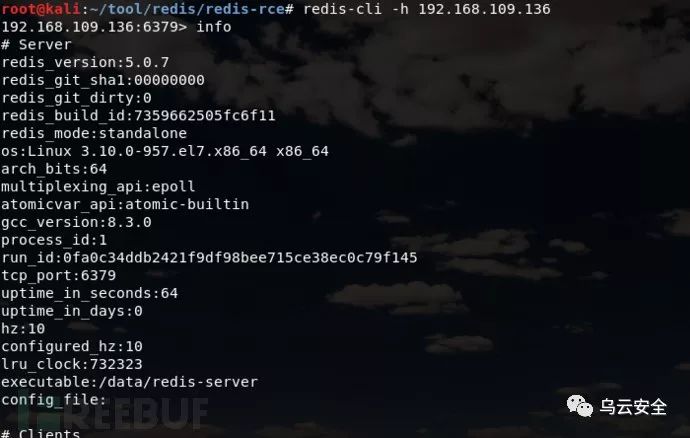 root@kali:~/tool/redis/redis-rce# redis-cli -h 192.168.109.136
192.168.109.136:6379> info
# Server
redis_version:5.0.7
redis_git_sha1:00000000
redis_git_dirty:0
redis_build_id:7359662505fc6f11
redis_mode:standalone
os:Linux 3.10.0-957.el7.x86_64 x86_64
arch_bits:64
multiplexing_api:epoll
atomicvar_api:atomic-builtin
gcc_version:8.3.0
process_id:1
run_id:0fa0c34ddb2421f9df98bee715ce38ec0c79f145
tcp_port:6379
uptime_in_seconds:64
uptime_in_days:0
hz:10
configured_hz:10
lru_clock:732323
executable:/data/redis-server
config_file:
REEBUF
乌云安全
# Clients